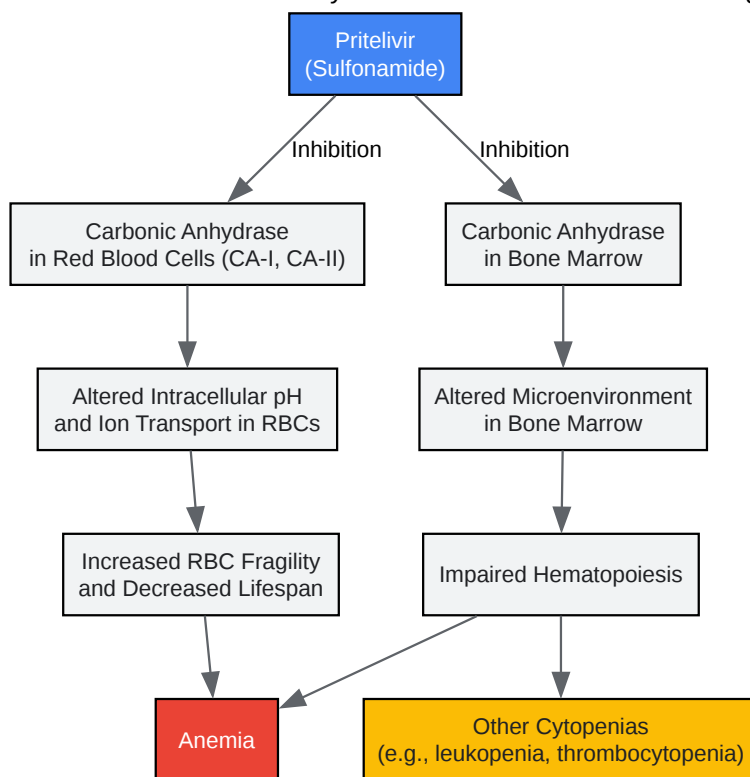 Pritelivir
(Sulfonamide)
Inhibition
Inhibition
Carbonic Anhydrase
in Red Blood Cells (CA-I, CA-II)
Carbonic Anhydrase
in Bone Marrow
Altered Intracellular pH
and Ion Transport in RBCs
Altered Microenvironment
in Bone Marrow
Increased RBC Fragility
and Decreased Lifespan
Impaired Hematopoiesis
Anemia
Other Cytopenias
(e.g., leukopenia, thrombocytopenia)